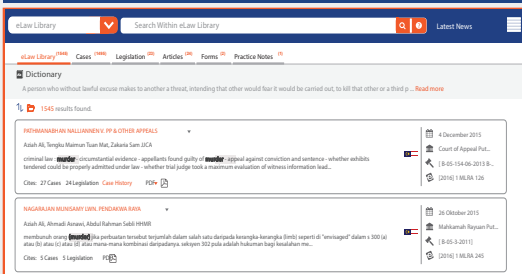 eLaw Library
Search Within eLaw Library
Latest News
eLaw Library (1545) Cases (1486) Legislation (20) Articles (36) Forms (2) Practice Notes (1)
Dictionary
A person who without lawful excuse makes to another a threat, intending that other would fear it would be carried out, to kill that other or a third p ... Read more
1545 results found.
PATHMANABHAN NALLIANNEN V. PP & OTHER APPEALS
Aziah Ali, Tengku Maimun Tuan Mat, Zakaria Sam JJCA
criminal law : murder - circumstantial evidence - appellants found guilty of murder - appeal against conviction and sentence - whether exhibits
tendered could be properly admitted under law - whether trial judge took a maximum evaluation of witness information lead...
Cites: 27 Cases 24 Legislation Case History PDF
4 December 2015
Court of Appeal Put...
[ B-05-154-06-2013 B-..
[2016] 1 MLRA 126
NAGARAJAN MUNISAMY LWN. PENDAKWA RAYA
Aziah Ali, Ahmadi Asnawi, Abdul Rahman Sebli HHMR
membunuh orang (murder) jika perbuatan tersebut terjumlah dalam salah satu daripada kerangka-kerangka (limb) seperti di "envisaged" dalam s 300 (a)
atau (b) atau (c) atau (d) atau mana-mana kombinasi daripadanya. seksyen 302 pula adalah hukuman bagi kesalahan me...
Cites: 5 Cases 5 Legislation PDF
26 Oktober 2015
Mahkamah Rayuan Put...
[ B-05-3-2011]
[2016] 1 MLRA 245